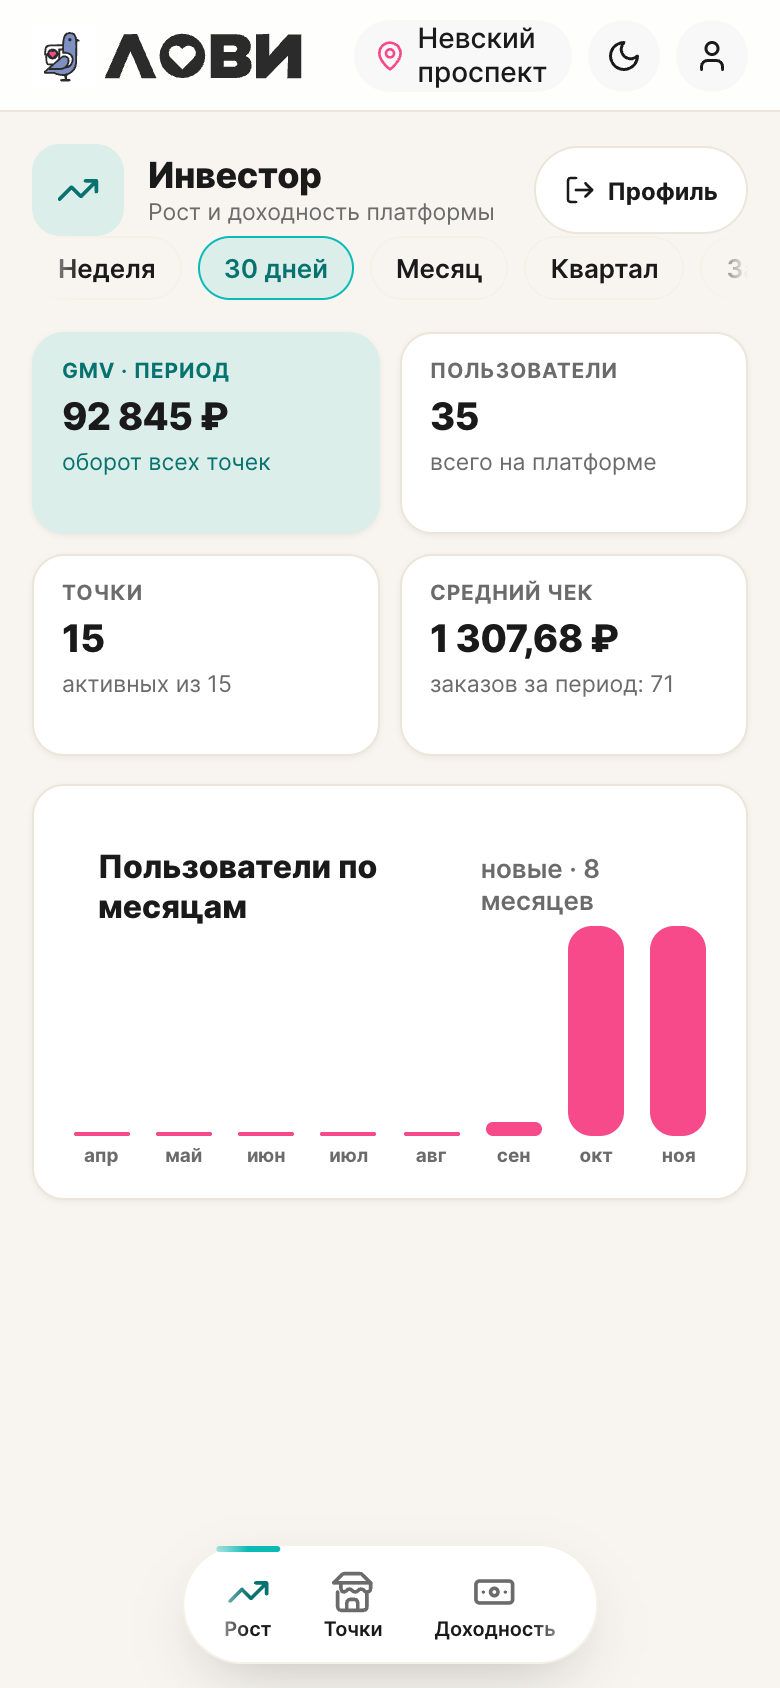 ЛОВИ
Невский
проспект
Инвестор
Рост и доходность платформы
Профиль
Неделя
30 дней
Месяц
Квартал
GMV · ПЕРИОД
92 845 ₽
оборот всех точек
ПОЛЬЗОВАТЕЛИ
35
всего на платформе
ТОЧКИ
15
активных из 15
СРЕДНИЙ ЧЕК
1 307,68 ₽
заказов за период: 71
Пользователи по
месяцам
новые · 8
месяцев
апр
май
июн
июл
авг
сен
окт
ноя
Рост
Точки
Доходность